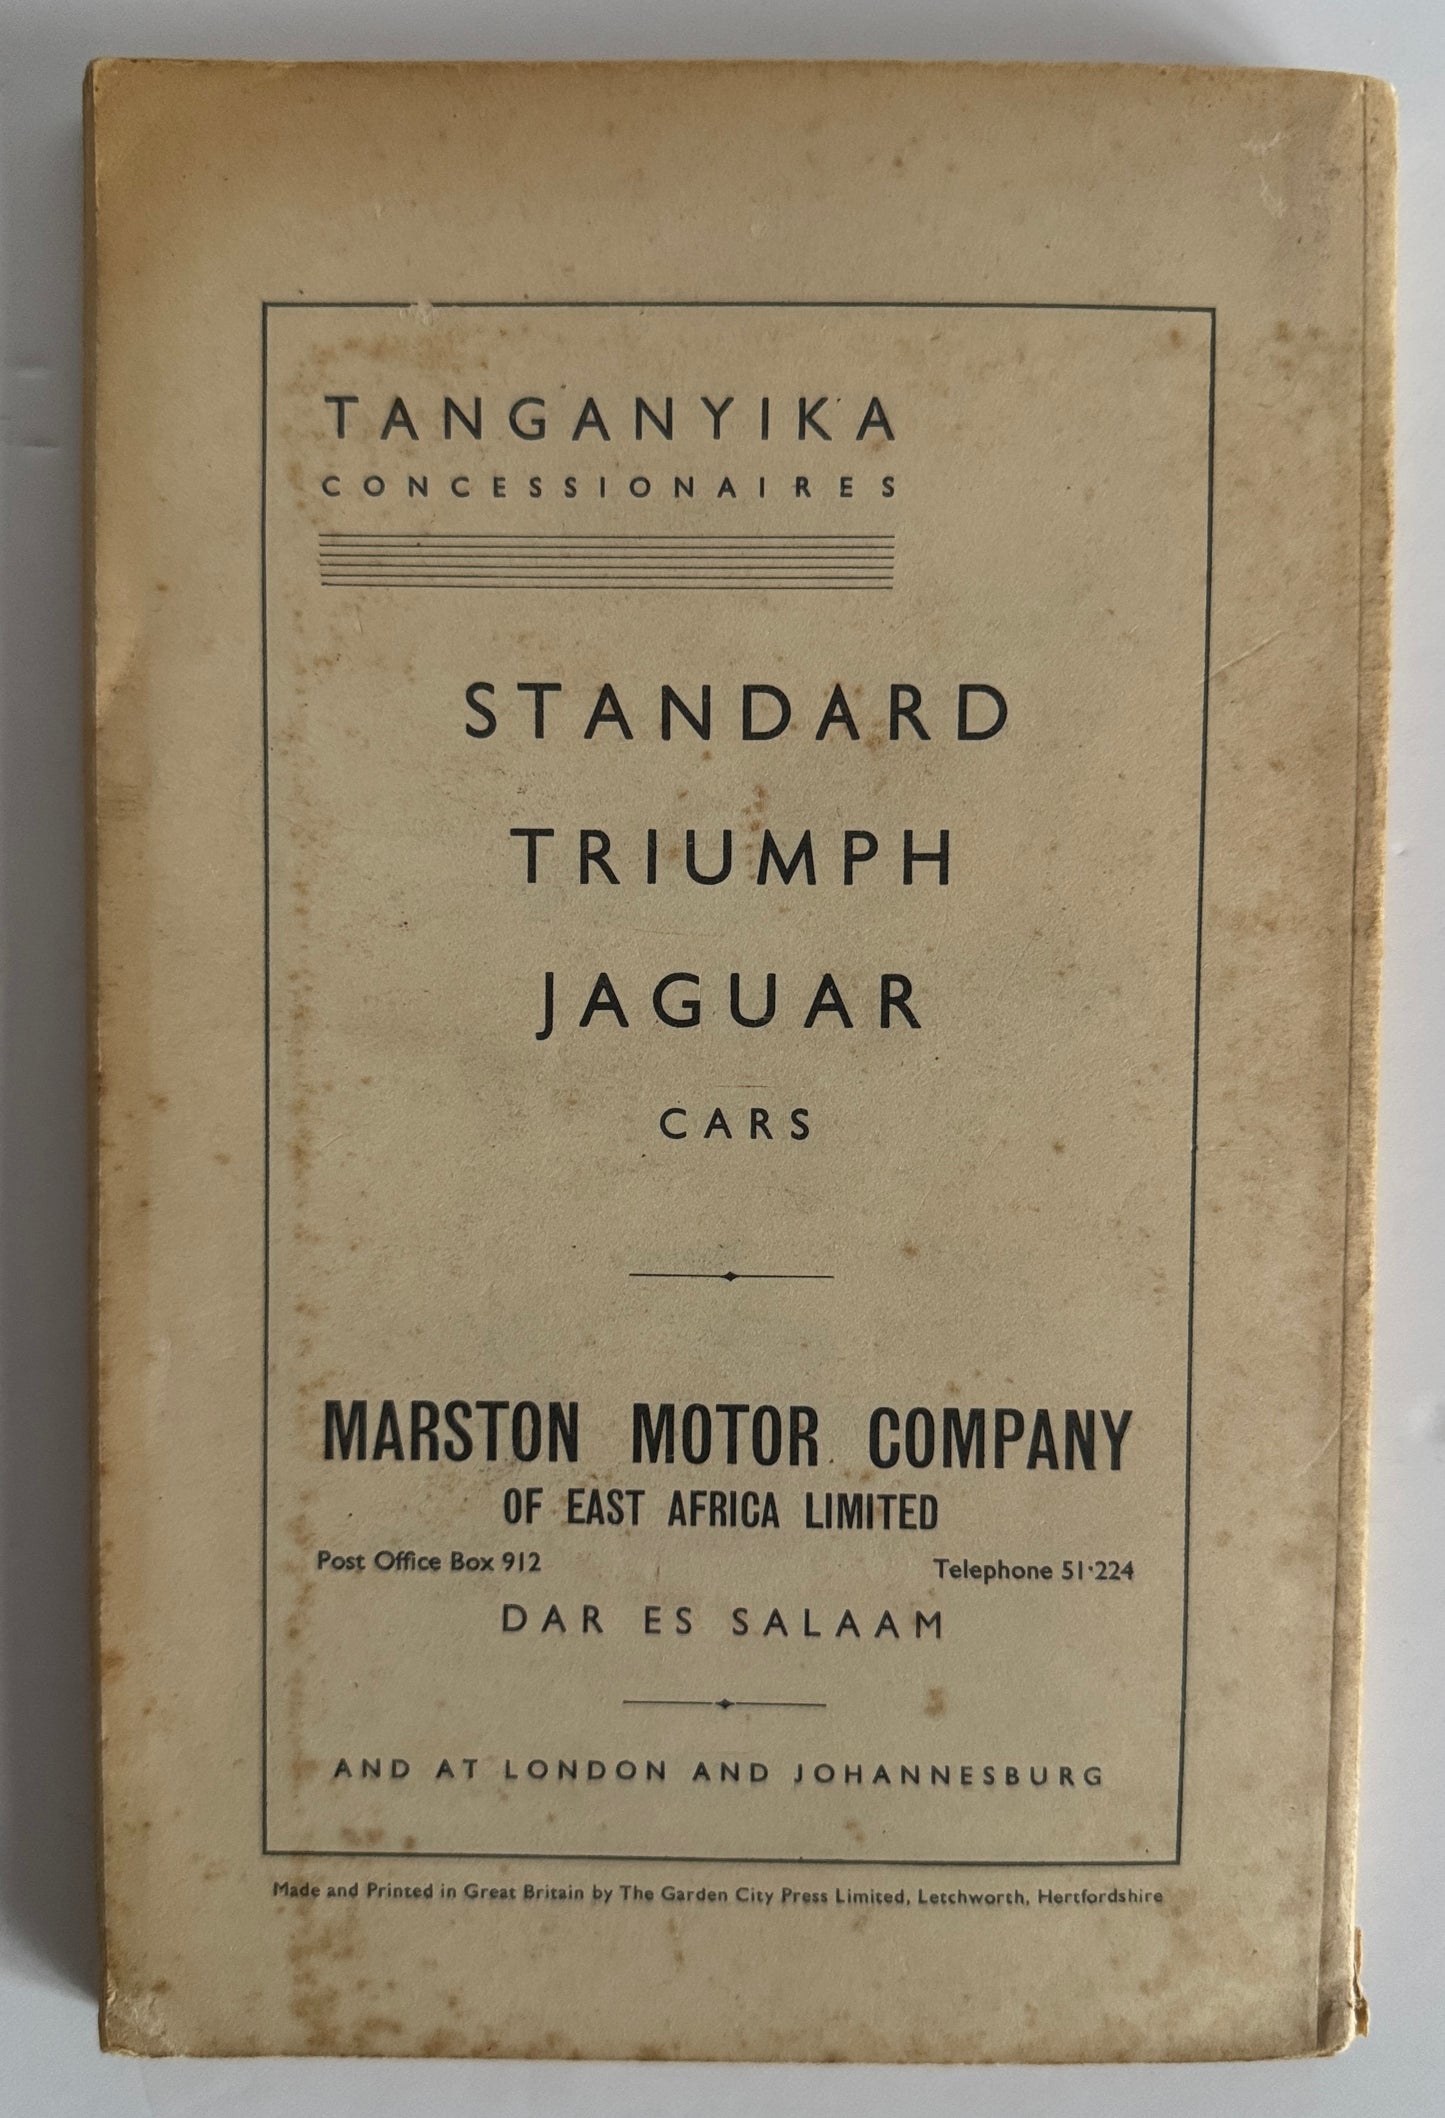 TANGANYIKA
CONCESSIONAIRES
STANDARD
TRIUMPH
JAGUAR
CARS
MARSTON MOTOR COMPANY
OF EAST AFRICA LIMITED
Post Office Box 912 Telephone 51·224
DAR ES SALAAM
AND AT LONDON AND JOHANNESBURG
Made and Printed in Great Britain by The Garden City Press Limited, Letchworth, Hertfordshire